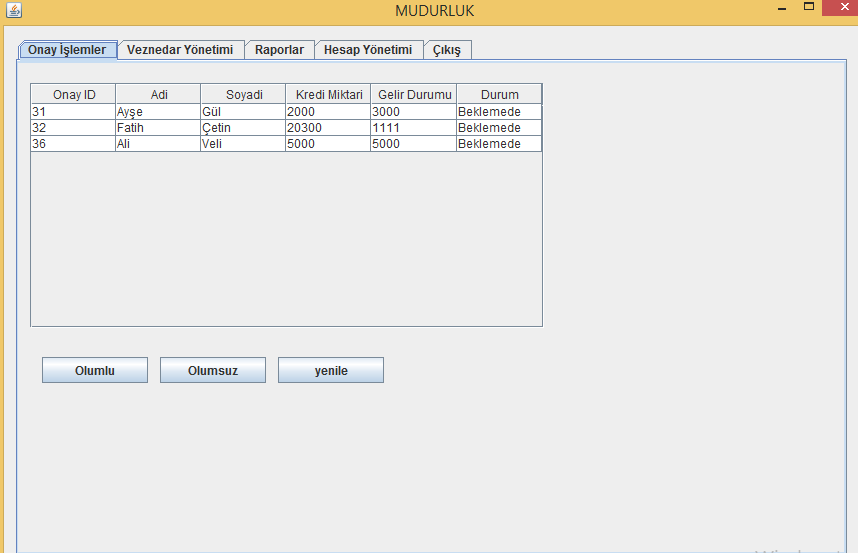 MUDURLUK
Onay İşlemler Veznedar Yönetimi Raporlar Hesap Yönetimi Çıkış
Onay ID Adi Soyadi Kredi Miktari Gelir Durumu Durum
31 Ayşe Gül 2000 3000 Beklemede
32 Fatih Çetin 20300 1111 Beklemede
36 Ali Veli 5000 5000 Beklemede
Olumlu Olumsuz yenile